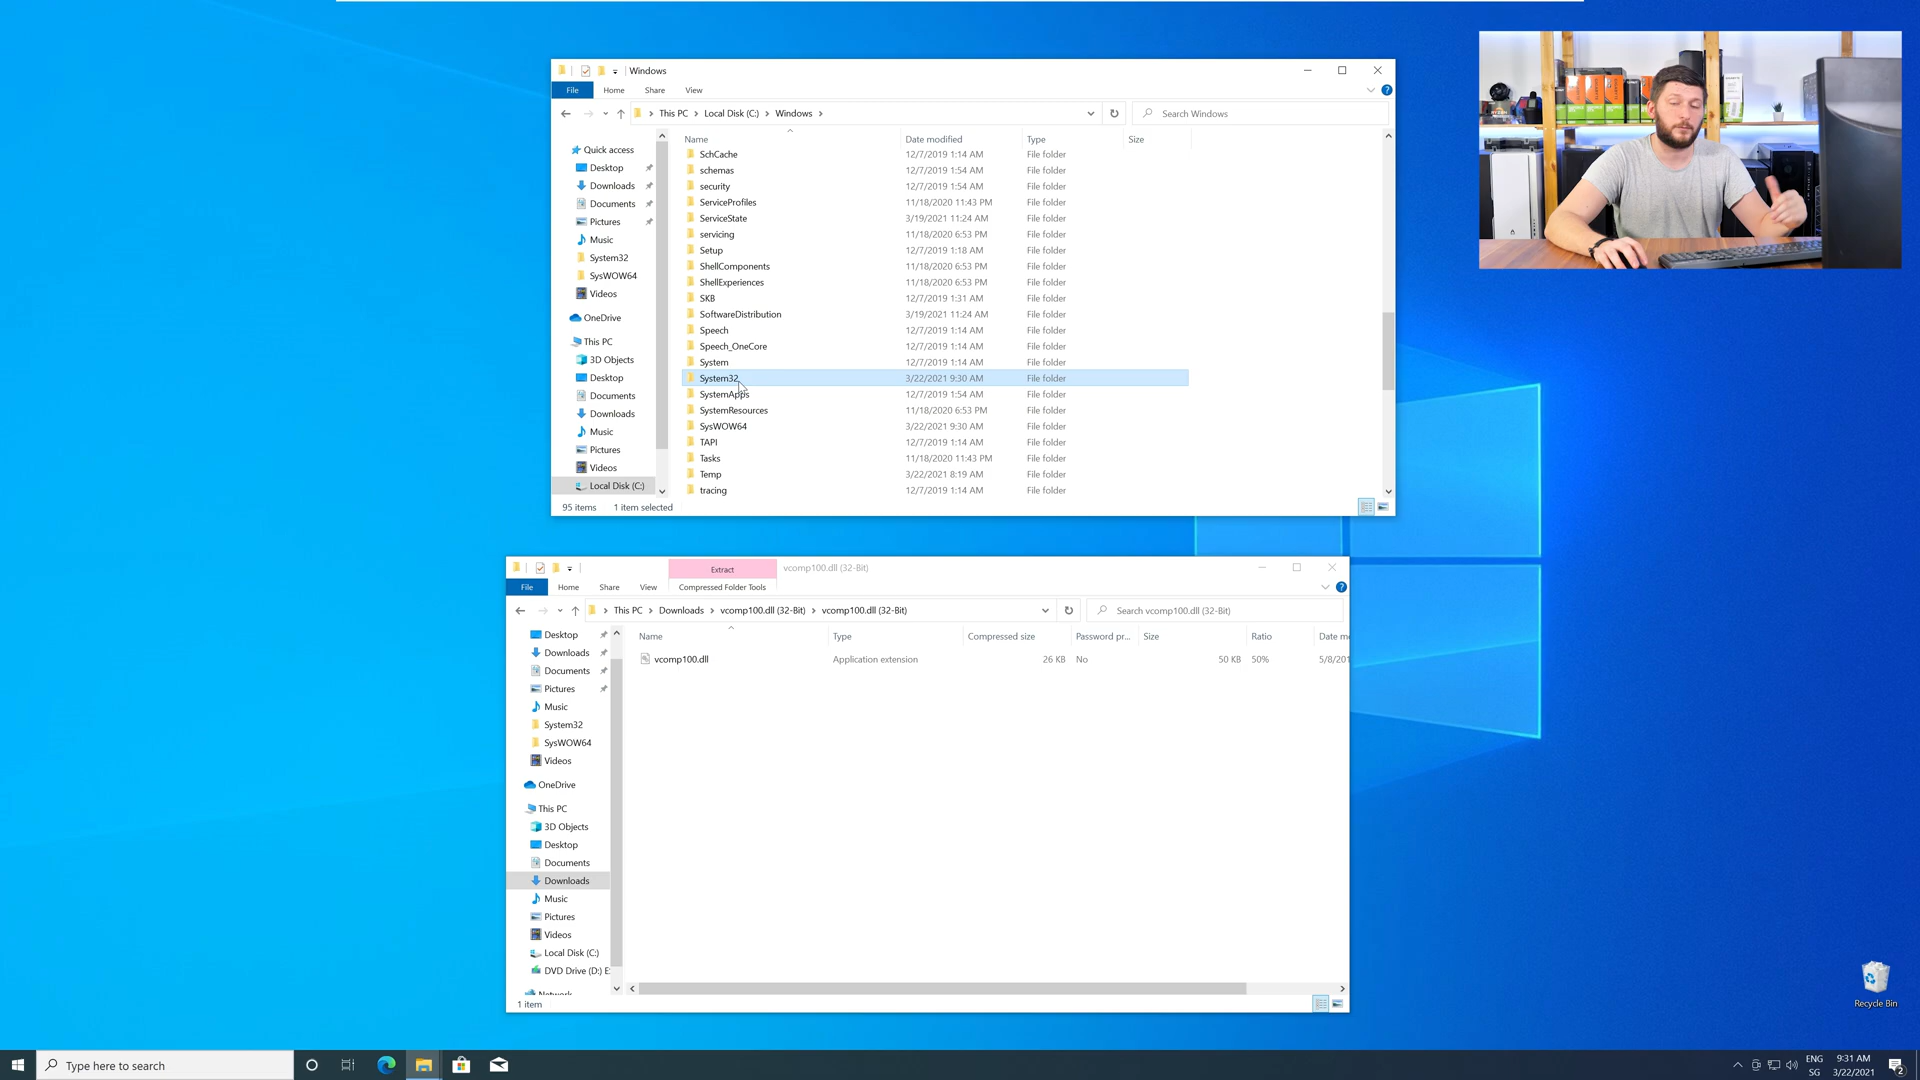 Windows
File Home Share View
This PC Local Disk (C:) Windows
Search Windows
Name Date modified Type Size
Quick access
Desktop
Downloads
Documents
Pictures
Music
System32
SysWOW64
Videos
OneDrive
This PC
3D Objects
Desktop
Documents
Downloads
Music
Pictures
Videos
Local Disk (C:)
SchCache 12/7/2019 1:14 AM File folder
schemas 12/7/2019 1:54 AM File folder
security 12/7/2019 1:54 AM File folder
ServiceProfiles 11/18/2020 11:43 PM File folder
ServiceState 3/19/2021 11:24 AM File folder
servicing 11/18/2020 6:53 PM File folder
Setup 12/7/2019 1:18 AM File folder
ShellComponents 11/18/2020 6:53 PM File folder
ShellExperiences 11/18/2020 6:53 PM File folder
SKB 12/7/2019 1:31 AM File folder
SoftwareDistribution 3/19/2021 11:24 AM File folder
Speech 12/7/2019 1:14 AM File folder
Speech_OneCore 12/7/2019 1:14 AM File folder
System 12/7/2019 1:14 AM File folder
System32 3/22/2021 9:30 AM File folder
SystemApps 12/7/2019 1:54 AM File folder
SystemResources 11/18/2020 6:53 PM File folder
SysWOW64 3/22/2021 9:30 AM File folder
TAPI 12/7/2019 1:14 AM File folder
Tasks 11/18/2020 11:43 PM File folder
Temp 3/22/2021 8:19 AM File folder
tracing 12/7/2019 1:14 AM File folder
95 items 1 item selected
Extract vcomp100.dll (32-Bit)
File Home Share View Compressed Folder Tools
This PC Downloads vcomp100.dll (32-Bit) vcomp100.dll (32-Bit)
Search vcomp100.dll (32-Bit)
Name Type Compressed size Password pr... Size Ratio Date m
vcomp100.dll Application extension 26 KB No 50 KB 50% 5/8/201
Desktop
Downloads
Documents
Pictures
Music
System32
SysWOW64
Videos
OneDrive
This PC
3D Objects
Desktop
Documents
Downloads
Music
Pictures
Videos
Local Disk (C:)
DVD Drive (D:) E
Network
1 item
Recycle Bin
Type here to search
ENG
SG
9:31 AM
3/22/2021
2